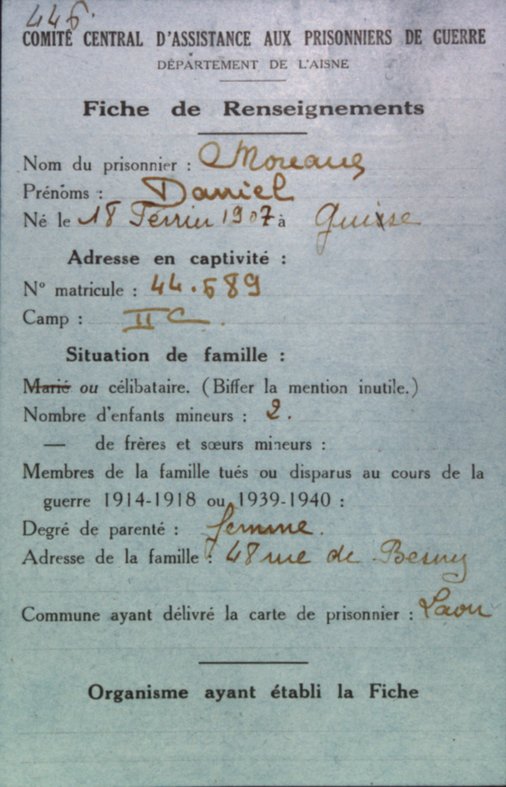 446
COMITÉ CENTRAL D'ASSISTANCE AUX PRISONNIERS DE GUERRE
DÉPARTEMENT DE L'AISNE
Fiche de Renseignements
Nom du prisonnier :
Prénoms : Daniel
Né le 18 1907 à
Adresse en captivité :
N° matricule : 44.589
Camp : II C.
Situation de famille :
Marié ou célibataire. (Biffer la mention inutile.)
Nombre d'enfants mineurs : 2.
— de frères et sœurs mineurs :
Membres de la famille tués ou disparus au cours de la
guerre 1914-1918 ou 1939-1940 :
Degré de parenté : femme.
Adresse de la famille : 48 rue de
Commune ayant délivré la carte de prisonnier : Laon
Organisme ayant établi la Fiche